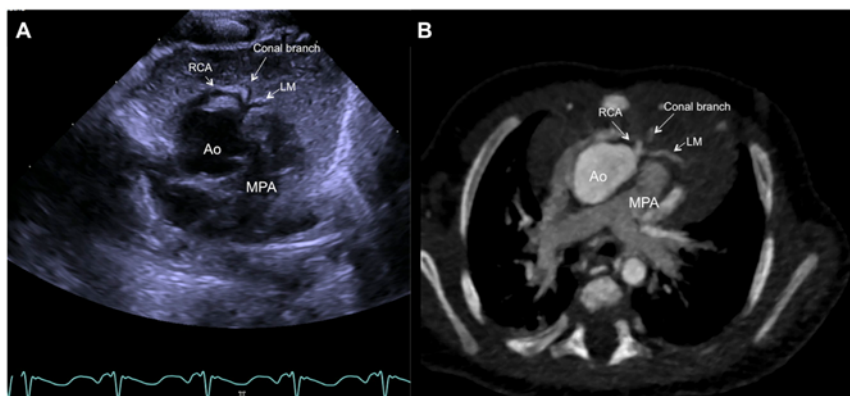 A
Conal branch
RCA
LM
Ao
MPA
B
Conal branch
RCA
LM
Ao
MPA